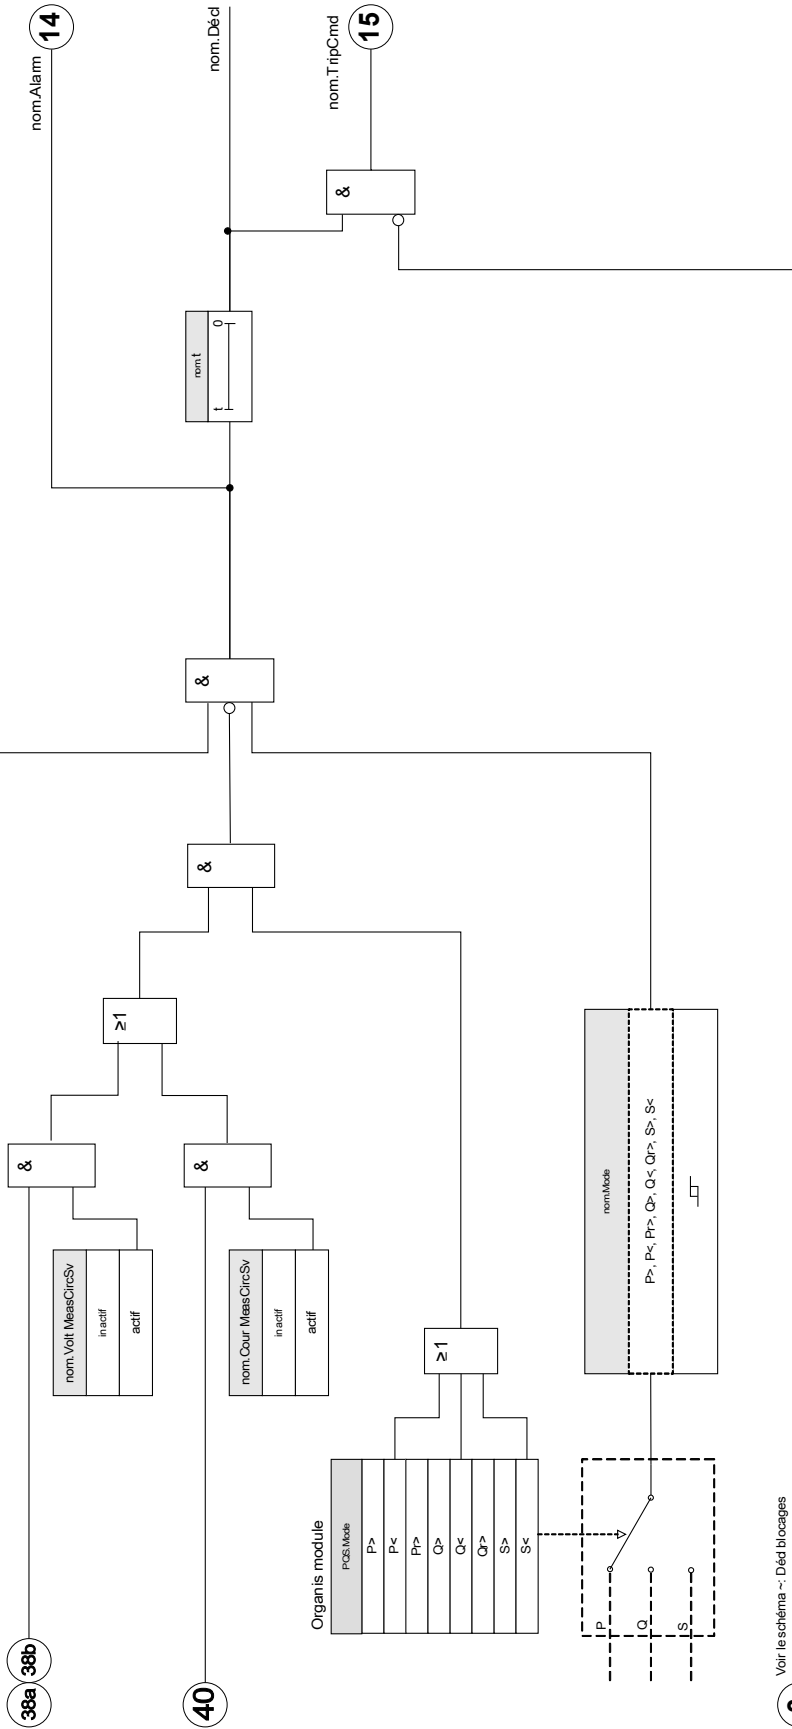 14
nom.Alarm
nom.Décl
nom.TripCmd
15
&
nom.t
t
0
&
&
≥1
&
nom.Volt MeasCircSv
inactif
actif
&
nom.Cour MeasCircSv
inactif
actif
38a
38b
40
≥1
Organis module
PQS.Mode
P>
P<
Pr>
Q>
Q<
Qr>
S>
S<
nom.Mode
P>, P<, Pr>, Q>, Q<, Qr>, S>, S<
P
Q
S
Voir le schéma ~: Déd blocages